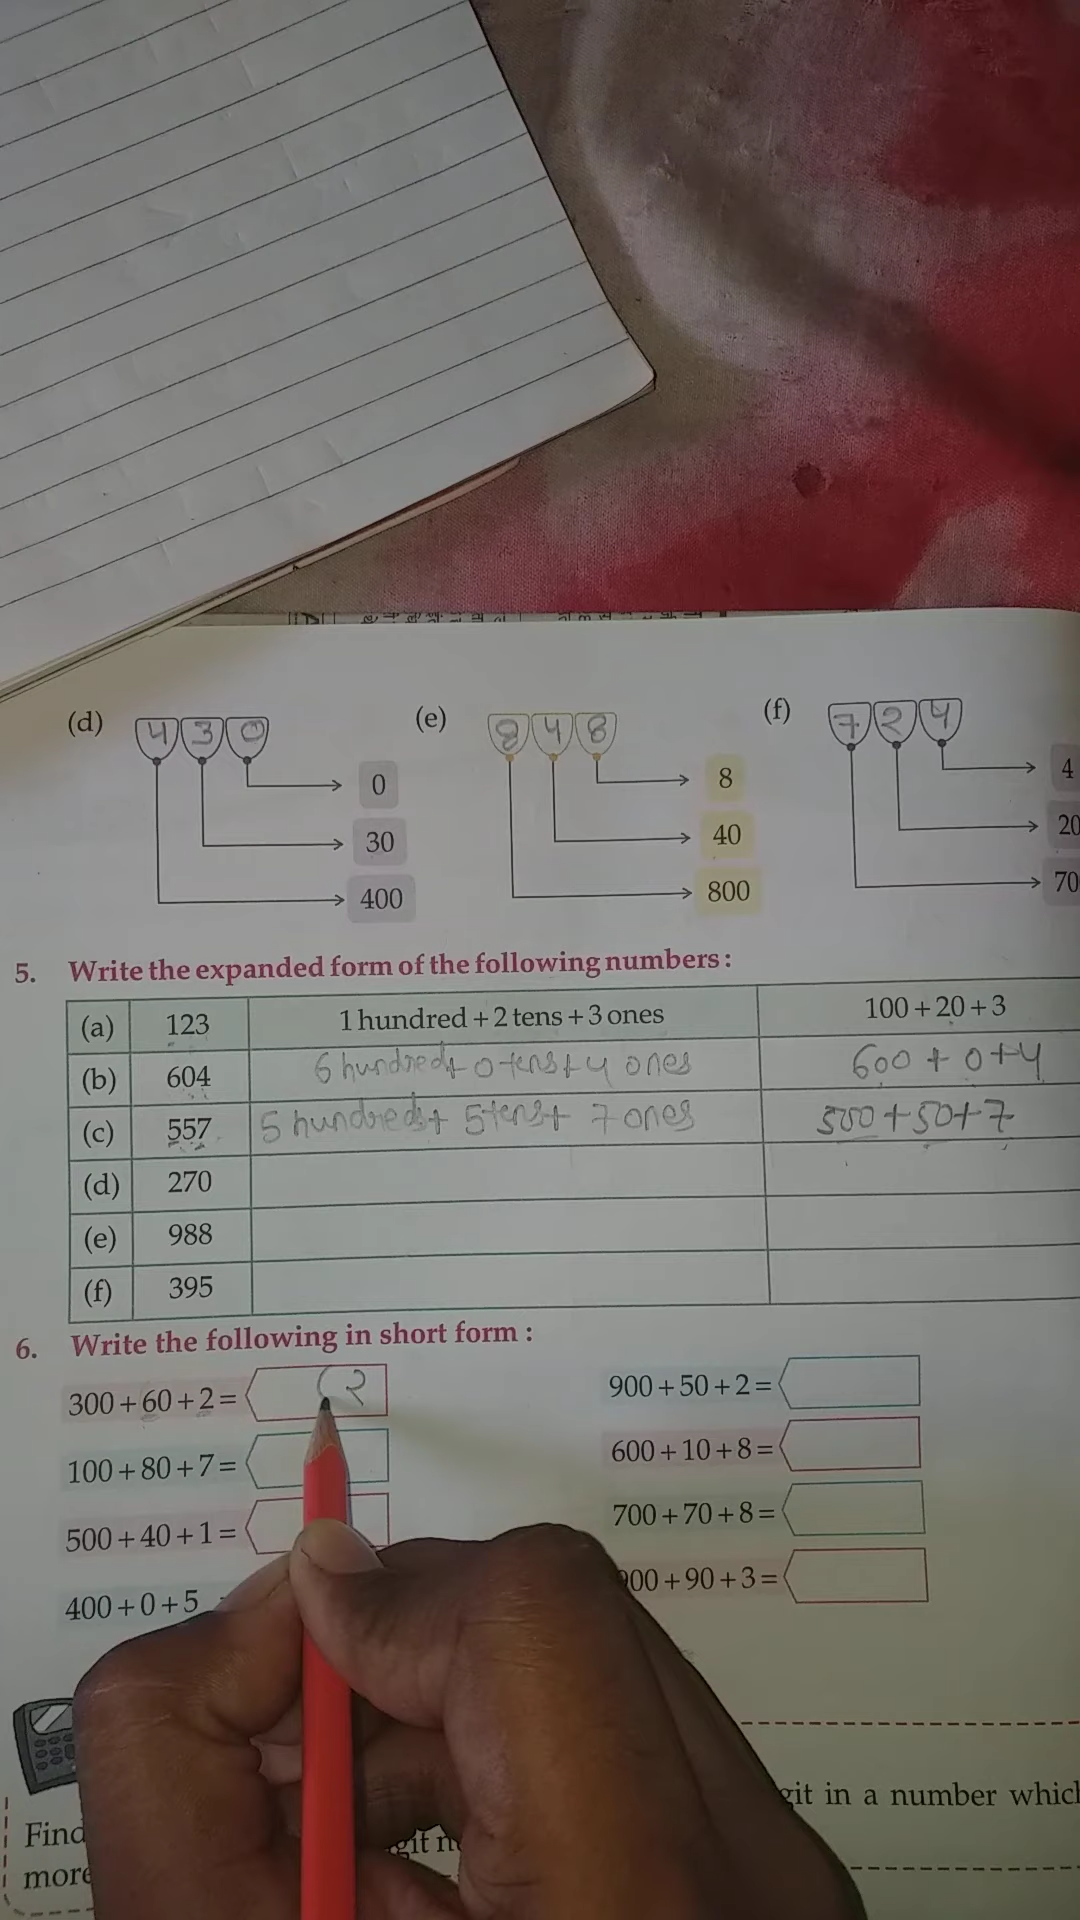 (d) 4 3 0
0
30
400
(e) 8 4 8
8
40
800
(f) 7 2 4
4
20
70
5. Write the expanded form of the following numbers :
(a) 123 1 hundred + 2 tens + 3 ones 100 + 20 + 3
(b) 604 6 hundreds + 0 tens + 4 ones 600 + 0 + 4
(c) 557 5 hundreds + 5 tens + 7 ones 500 + 50 + 7
(d) 270
(e) 988
(f) 395
6. Write the following in short form :
300 + 60 + 2 = 2
900 + 50 + 2 =
100 + 80 + 7 =
600 + 10 + 8 =
500 + 40 + 1 =
700 + 70 + 8 =
400 + 0 + 5
00 + 90 + 3 =
git in a number which
Find git
more